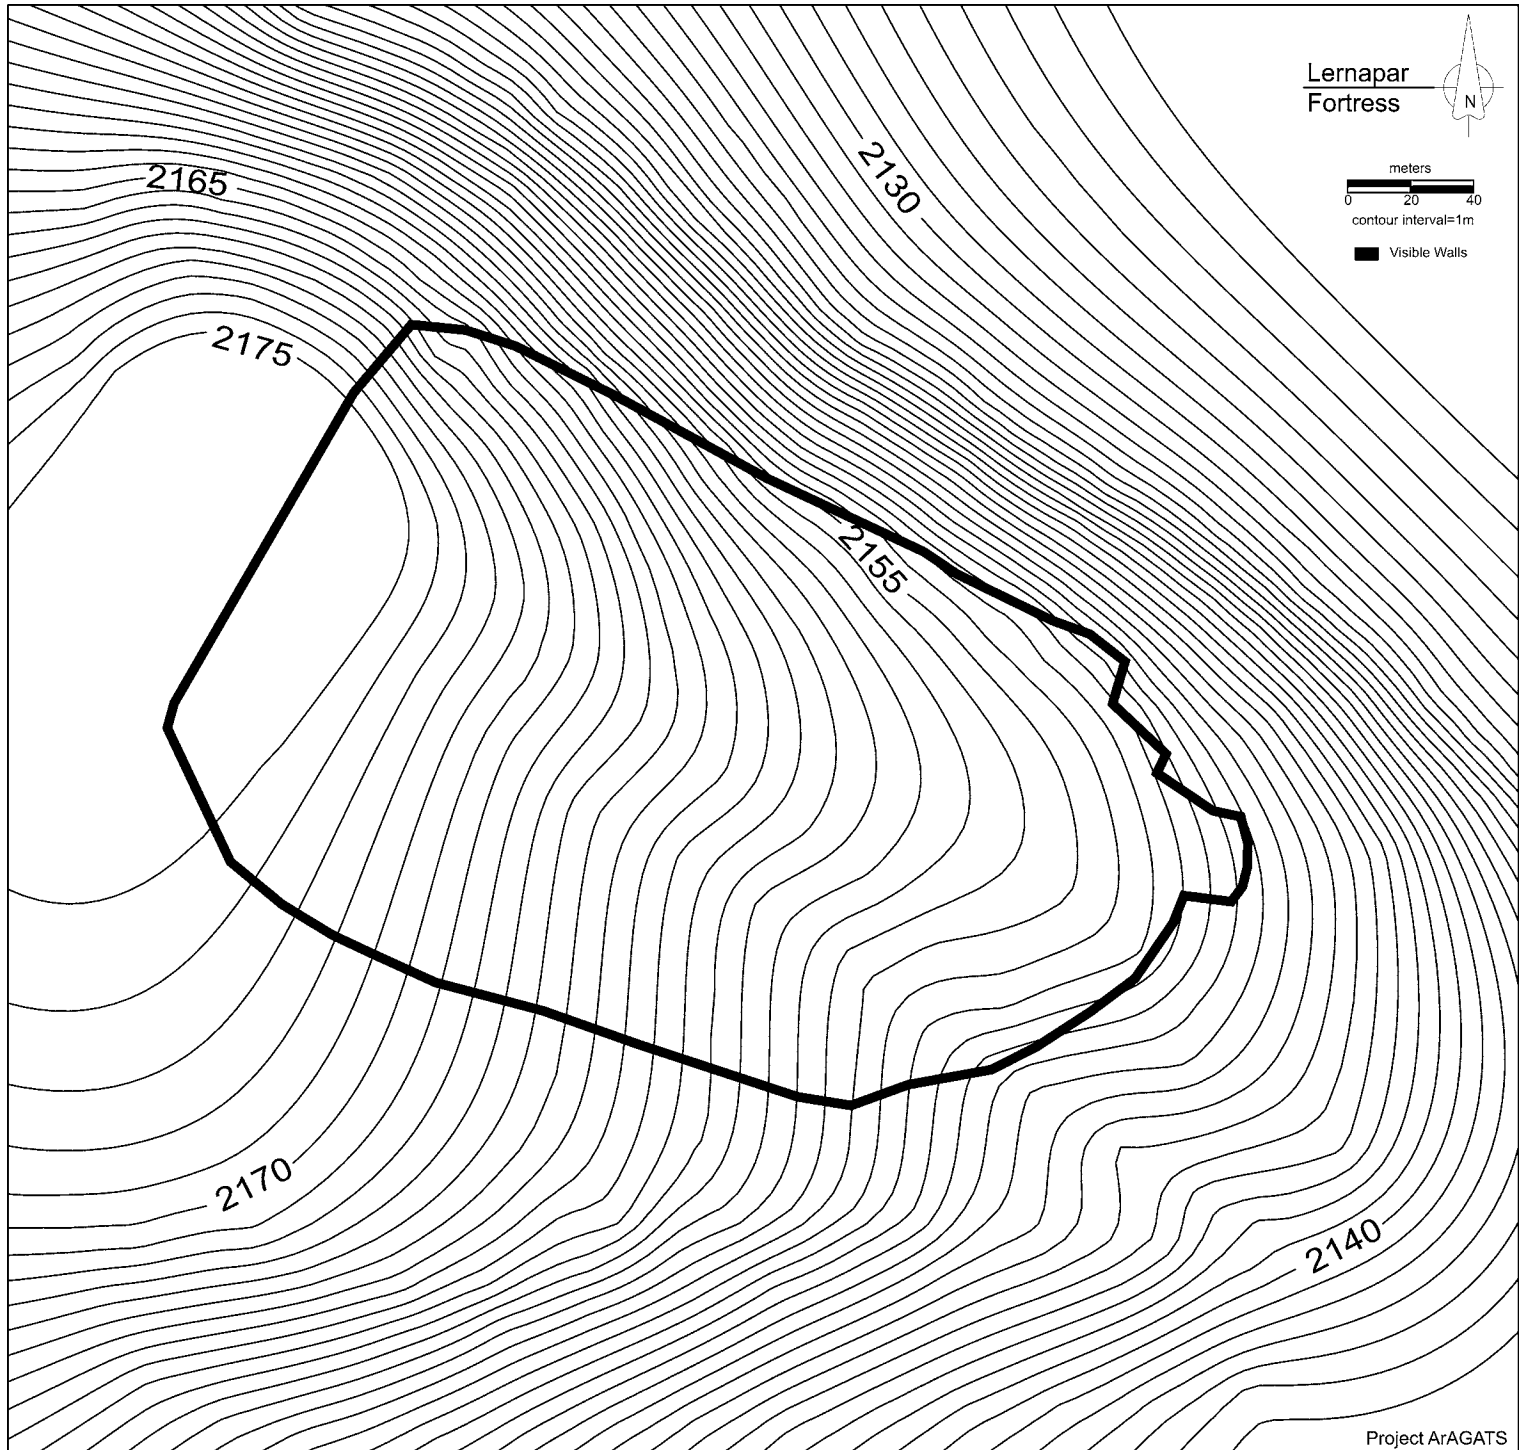 Lernapar
Fortress
N
meters
0 20 40
contour interval=1m
Visible Walls
2130
2165
2175
2155
2170
2140
Project ArAGATS